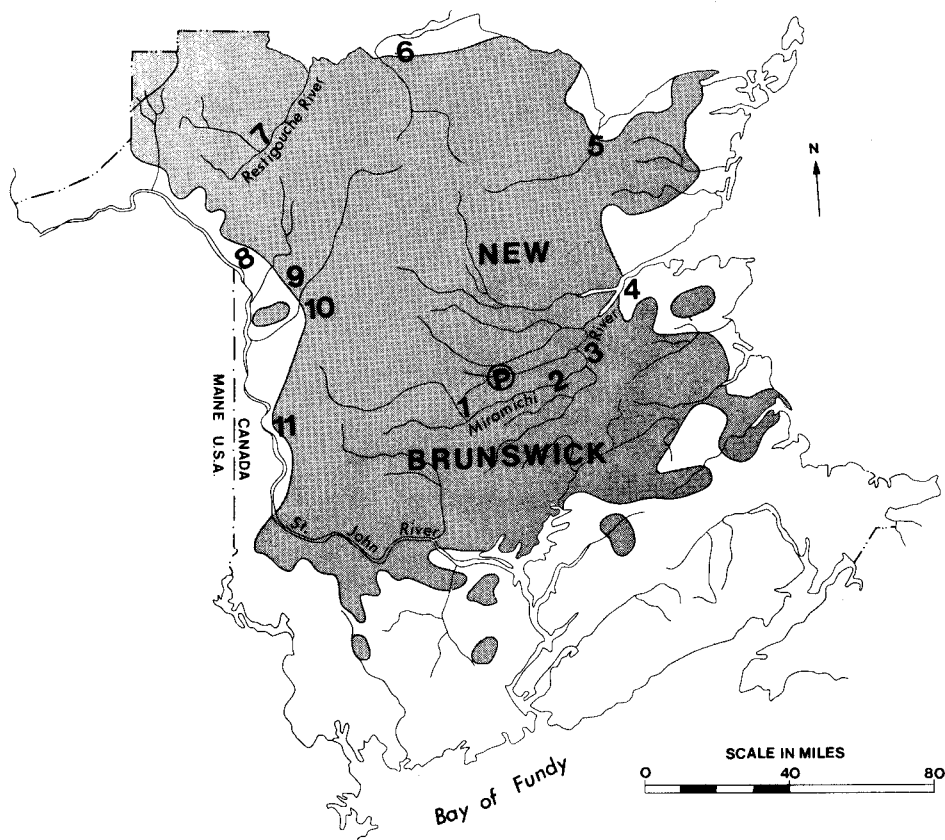 6
7
Restigouche River
5
N
NEW
8
9
10
4
River
3
P
2
1
Miramichi
11
MAINE U.S.A.
CANADA
BRUNSWICK
St. John River
SCALE IN MILES
0 40 80
Bay of Fundy